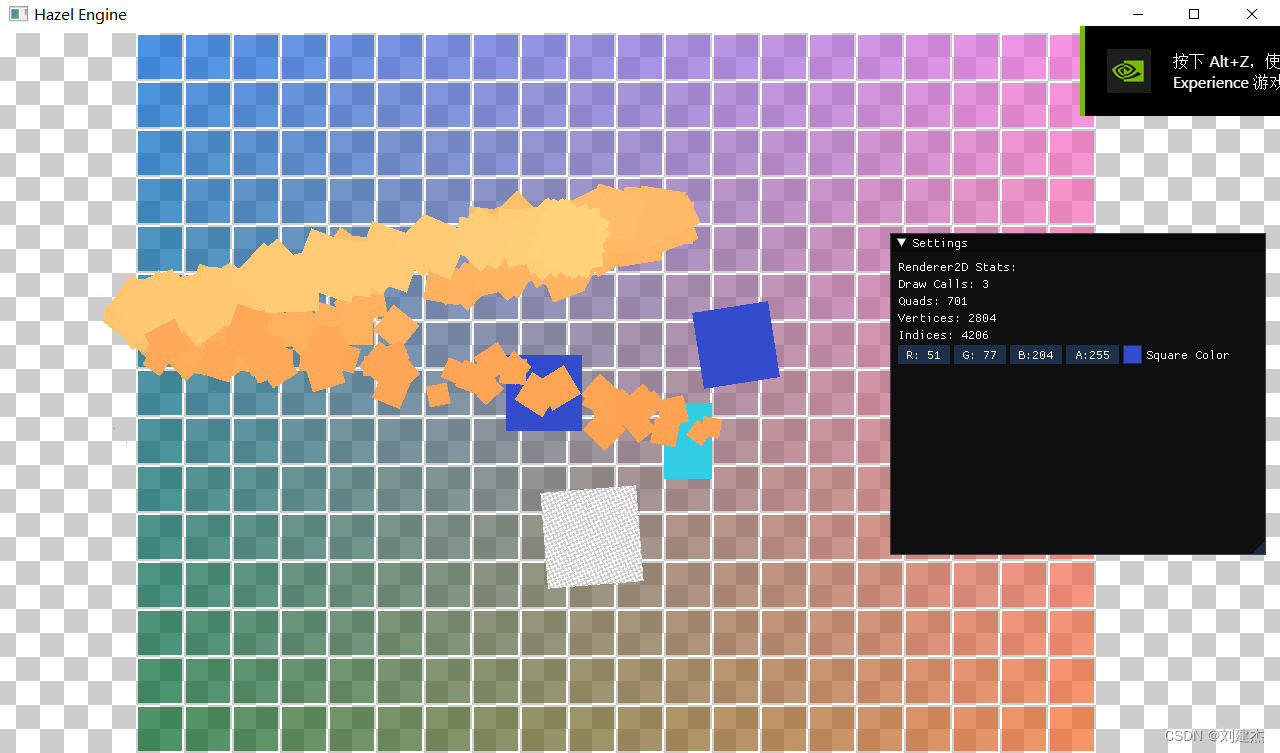 Hazel Engine
按下 Alt+Z，使
Experience 游戏
Settings
Renderer2D Stats:
Draw Calls: 3
Quads: 701
Vertices: 2804
Indices: 4206
R: 51 G: 77 B:204 A:255 Square Color
CSDN @刘建杰